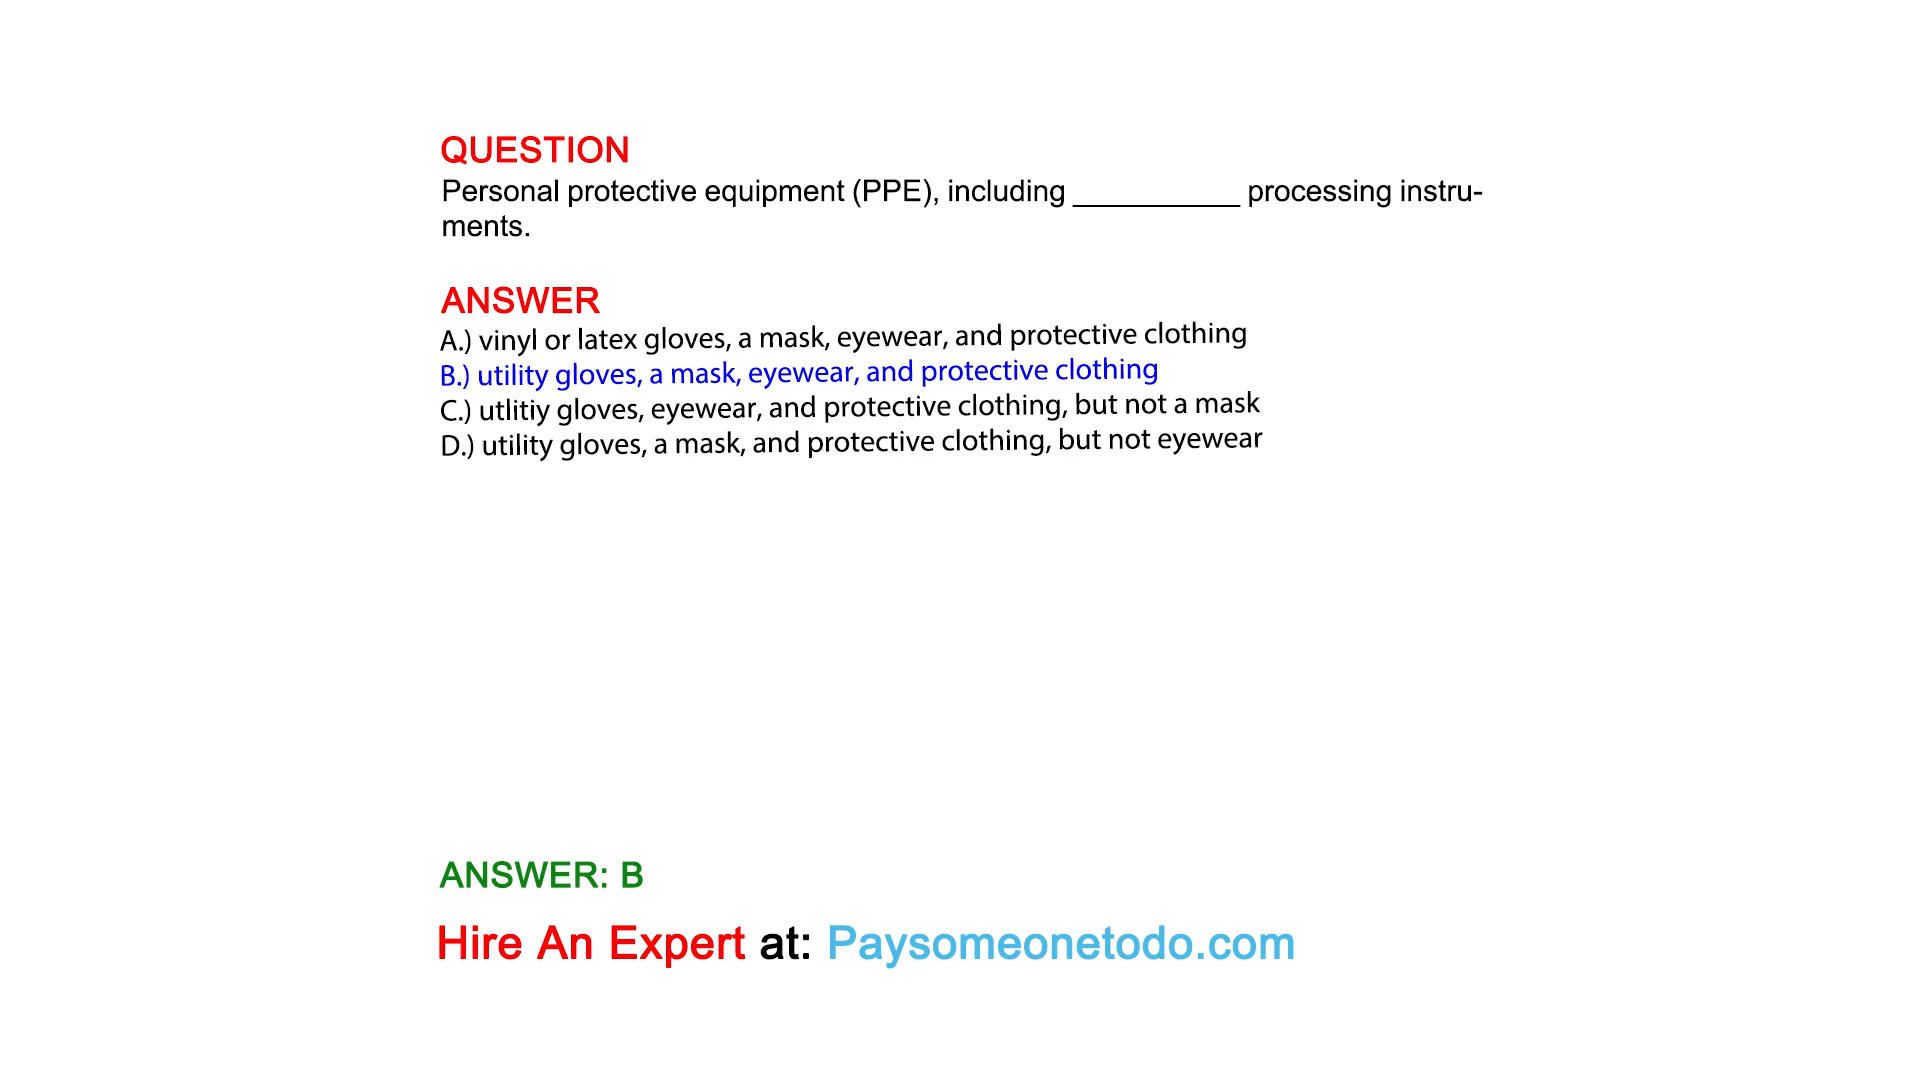 QUESTION
Personal protective equipment (PPE), including __________ processing instru-
ments.
ANSWER
A.) vinyl or latex gloves, a mask, eyewear, and protective clothing
B.) utility gloves, a mask, eyewear, and protective clothing
C.) utlitiy gloves, eyewear, and protective clothing, but not a mask
D.) utility gloves, a mask, and protective clothing, but not eyewear
ANSWER: B
Hire An Expert at: Paysomeonetodo.com